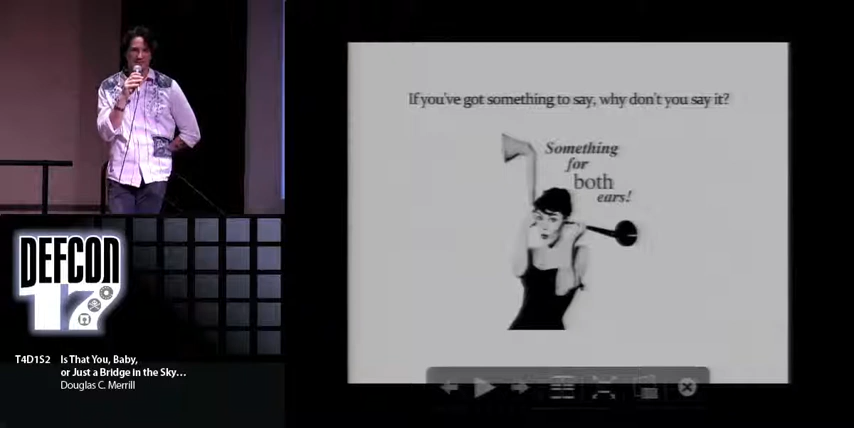 If you've got something to say, why don't you say it?
Something
for
both
ears!
DEFCON
17
T4D1S2 Is That You, Baby,
or Just a Bridge in the Sky...
Douglas C. Merrill